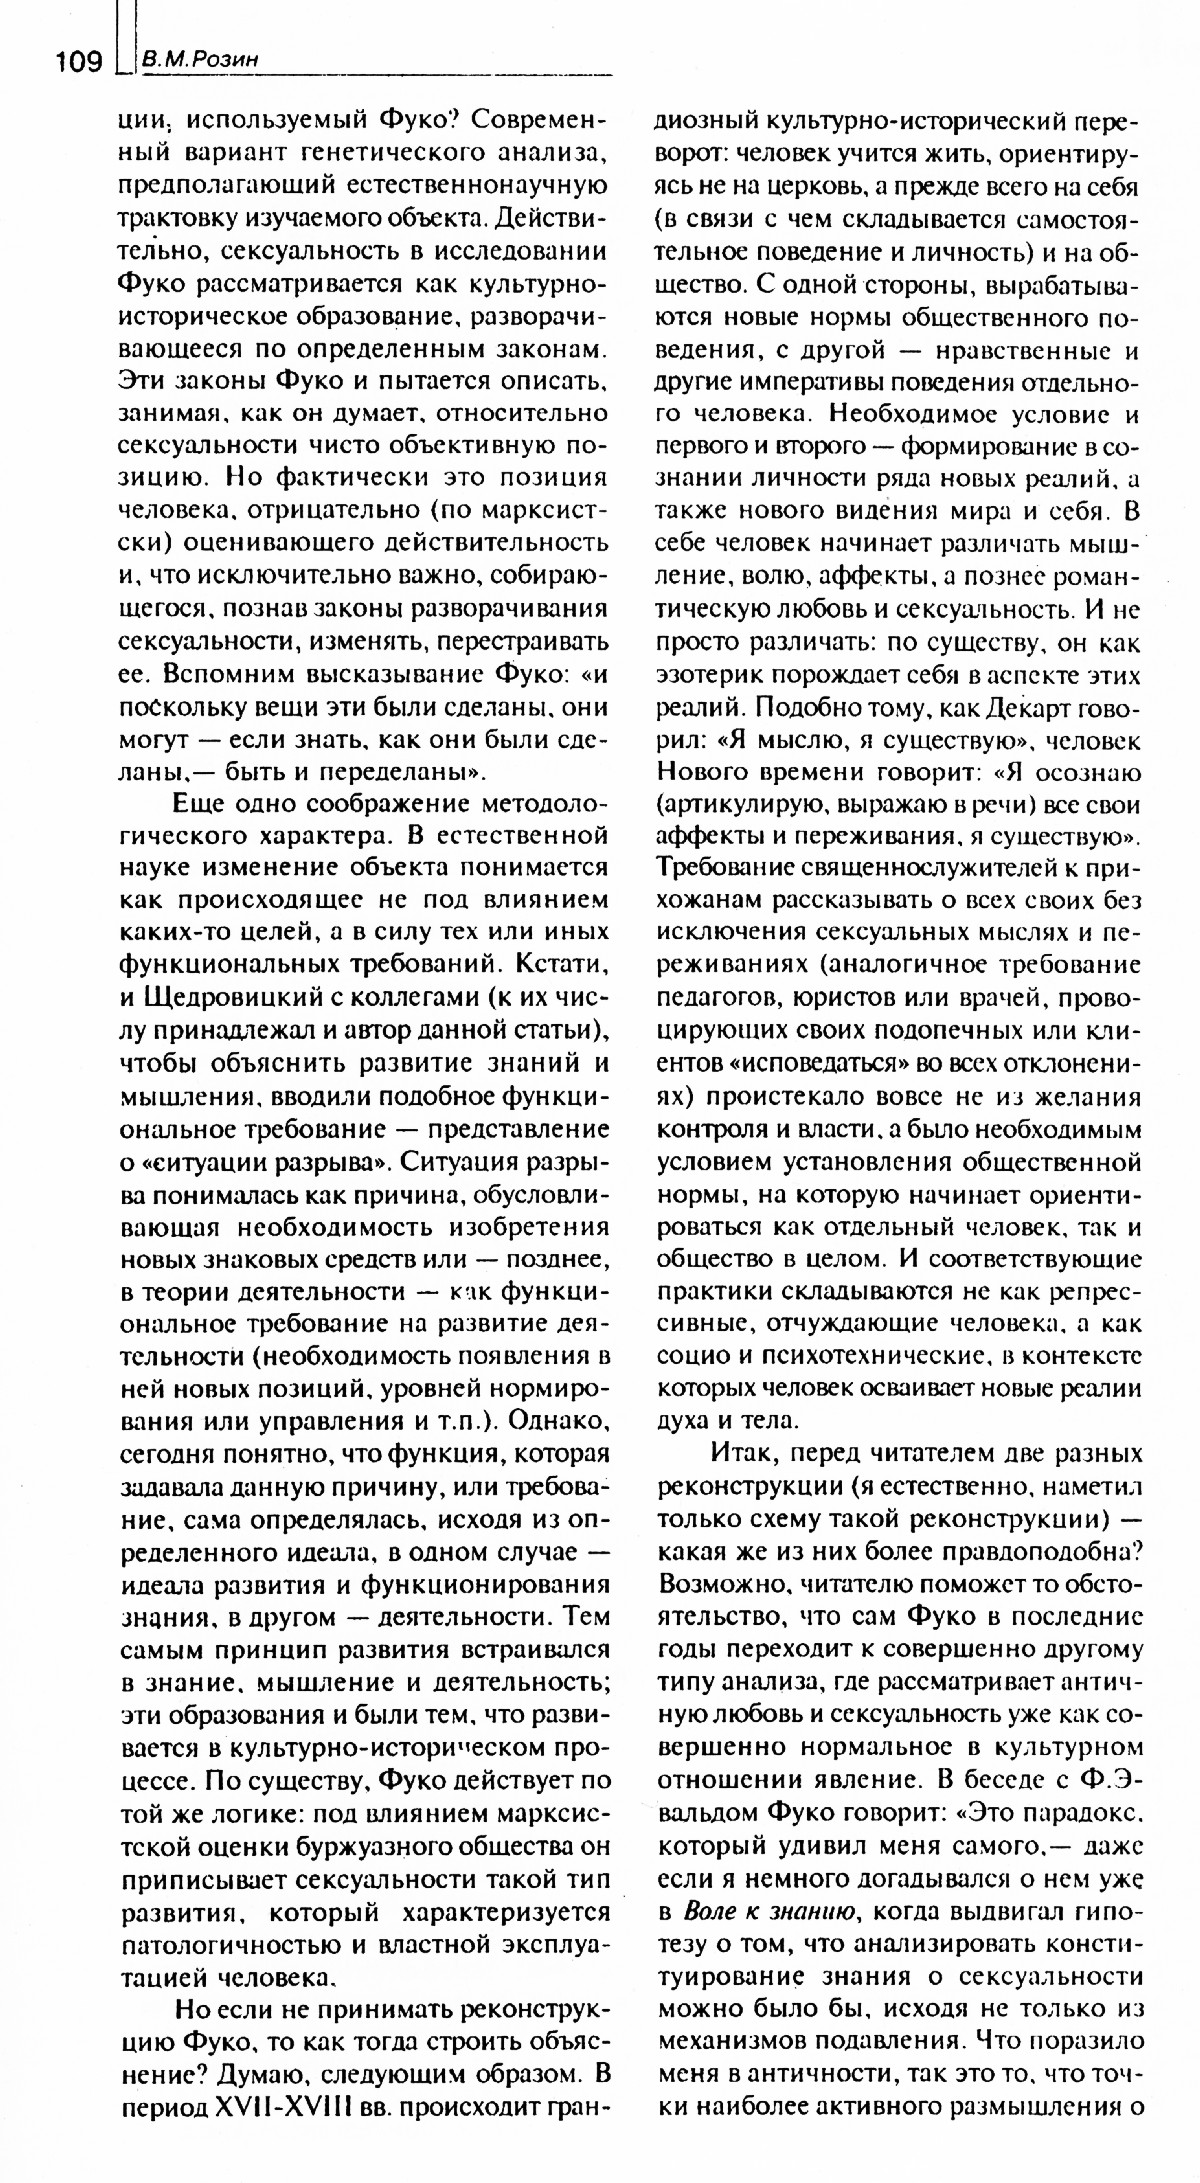 109
В.М.Розин
ции, используемый Фуко? Современ-
ный вариант генетического анализа,
предполагающий естественнонаучную
трактовку изучаемого объекта. Действи-
тельно, сексуальность в исследовании
Фуко рассматривается как культурно-
историческое образование, разворачи-
вающееся по определенным законам.
Эти законы Фуко и пытается описать,
занимая, как он думает, относительно
сексуальности чисто объективную по-
зицию. Но фактически это позиция
человека, отрицательно (по марксист-
ски) оценивающего действительность
и, что исключительно важно, собираю-
щегося, познав законы разворачивания
сексуальности, изменять, перестраивать
ее. Вспомним высказывание Фуко: «и
поскольку вещи эти были сделаны, они
могут — если знать, как они были сде-
ланы,— быть и переделаны».
Еще одно соображение методоло-
гического характера. В естественной
науке изменение объекта понимается
как происходящее не под влиянием
каких-то целей, а в силу тех или иных
функциональных требований. Кстати,
и Щедровицкий с коллегами (к их чис-
лу принадлежал и автор данной статьи),
чтобы объяснить развитие знаний и
мышления, вводили подобное функци-
ональное требование — представление
о «ситуации разрыва». Ситуация разры-
ва понималась как причина, обусловли-
вающая необходимость изобретения
новых знаковых средств или — позднее,
в теории деятельности — как функци-
ональное требование на развитие дея-
тельности (необходимость появления в
ней новых позиций, уровней нормиро-
вания или управления и т.п.). Однако,
сегодня понятно, что функция, которая
задавала данную причину, или требова-
ние, сама определялась, исходя из оп-
ределенного идеала, в одном случае —
идеала развития и функционирования
знания, в другом — деятельности. Тем
самым принцип развития встраивался
в знание, мышление и деятельность;
эти образования и были тем, что разви-
вается в культурно-историческом про-
цессе. По существу, Фуко действует по
той же логике: под влиянием марксис-
тской оценки буржуазного общества он
приписывает сексуальности такой тип
развития, который характеризуется
патологичностью и властной эксплуа-
тацией человека.
Но если не принимать реконструк-
цию Фуко, то как тогда строить объяс-
нение? Думаю, следующим образом. В
период XVII-XVIII вв. происходит гран-
диозный культурно-исторический пере-
ворот: человек учится жить, ориентиру-
ясь не на церковь, а прежде всего на себя
(в связи с чем складывается самостоя-
тельное поведение и личность) и на об-
щество. С одной стороны, вырабатыва-
ются новые нормы общественного по-
ведения, с другой — нравственные и
другие императивы поведения отдельно-
го человека. Необходимое условие и
первого и второго — формирование в со-
знании личности ряда новых реалий, а
также нового видения мира и себя. В
себе человек начинает различать мыш-
ление, волю, аффекты, а позднее роман-
тическую любовь и сексуальность. И не
просто различать: по существу, он как
эзотерик порождает себя в аспекте этих
реалий. Подобно тому, как Декарт гово-
рил: «Я мыслю, я существую», человек
Нового времени говорит: «Я осознаю
(артикулирую, выражаю в речи) все свои
аффекты и переживания, я существую».
Требование священнослужителей к при-
хожанам рассказывать о всех своих без
исключения сексуальных мыслях и пе-
реживаниях (аналогичное требование
педагогов, юристов или врачей, прово-
цирующих своих подопечных или кли-
ентов «исповедаться» во всех отклонени-
ях) проистекало вовсе не из желания
контроля и власти, а было необходимым
условием установления общественной
нормы, на которую начинает ориенти-
роваться как отдельный человек, так и
общество в целом. И соответствующие
практики складываются не как репрес-
сивные, отчуждающие человека, а как
социо и психотехнические, в контексте
которых человек осваивает новые реалии
духа и тела.
Итак, перед читателем две разных
реконструкции (я естественно, наметил
только схему такой реконструкции) —
какая же из них более правдоподобна?
Возможно, читателю поможет то обсто-
ятельство, что сам Фуко в последние
годы переходит к совершенно другому
типу анализа, где рассматривает антич-
ную любовь и сексуальность уже как со-
вершенно нормальное в культурном
отношении явление. В беседе с Ф.Э-
вальдом Фуко говорит: «Это парадокс,
который удивил меня самого,— даже
если я немного догадывался о нем уже
в Воле к знанию, когда выдвигал гипо-
тезу о том, что анализировать консти-
туирование знания о сексуальности
можно было бы, исходя не только из
механизмов подавления. Что поразило
меня в античности, так это то, что точ-
ки наиболее активного размышления о